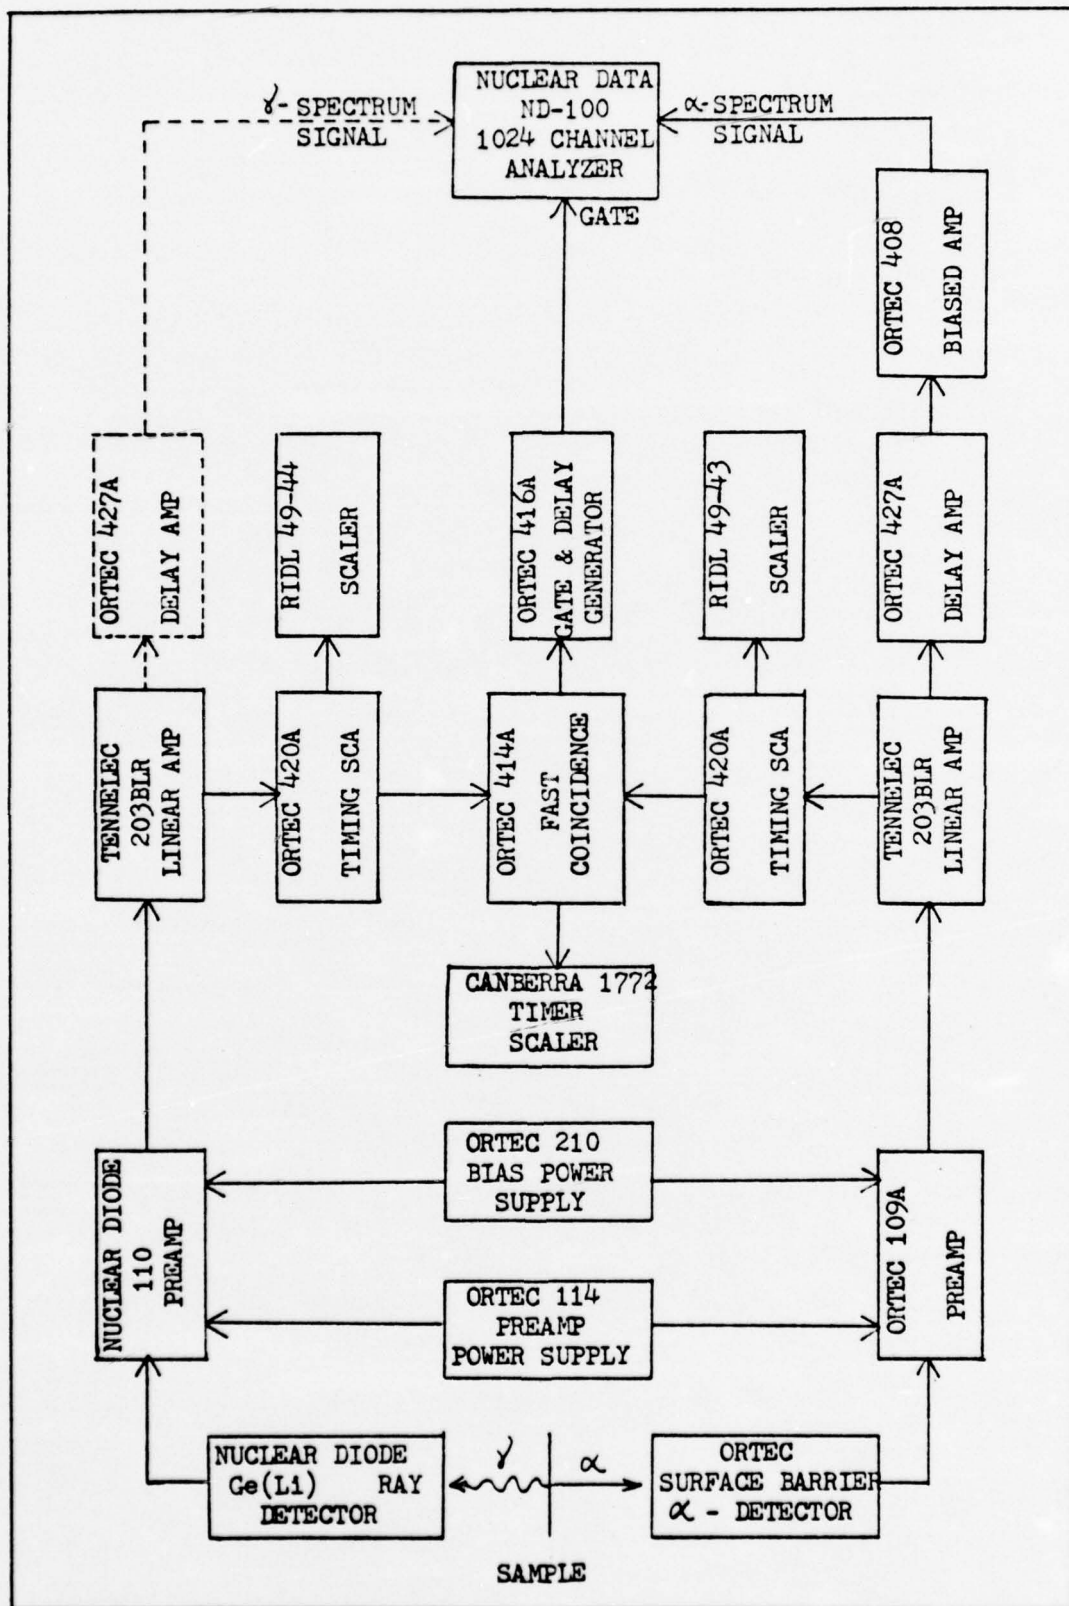 NUCLEAR DATA
ND-100
1024 CHANNEL
ANALYZER
γ-SPECTRUM
SIGNAL
α-SPECTRUM
SIGNAL
GATE
ORTEC 408
BIASED AMP
ORTEC 427A
DELAY AMP
RIDL 49-44
SCALER
ORTEC 416A
GATE & DELAY
GENERATOR
RIDL 49-43
SCALER
ORTEC 427A
DELAY AMP
TENNELEC
203BLR
LINEAR AMP
ORTEC 420A
TIMING SCA
ORTEC 414A
FAST
COINCIDENCE
ORTEC 420A
TIMING SCA
TENNELEC
203BLR
LINEAR AMP
CANBERRA 1772
TIMER
SCALER
NUCLEAR DIODE
110
PREAMP
ORTEC 210
BIAS POWER
SUPPLY
ORTEC 109A
PREAMP
ORTEC 114
PREAMP
POWER SUPPLY
NUCLEAR DIODE
Ge(Li) RAY
DETECTOR
γ
α
ORTEC
SURFACE BARRIER
α - DETECTOR
SAMPLE